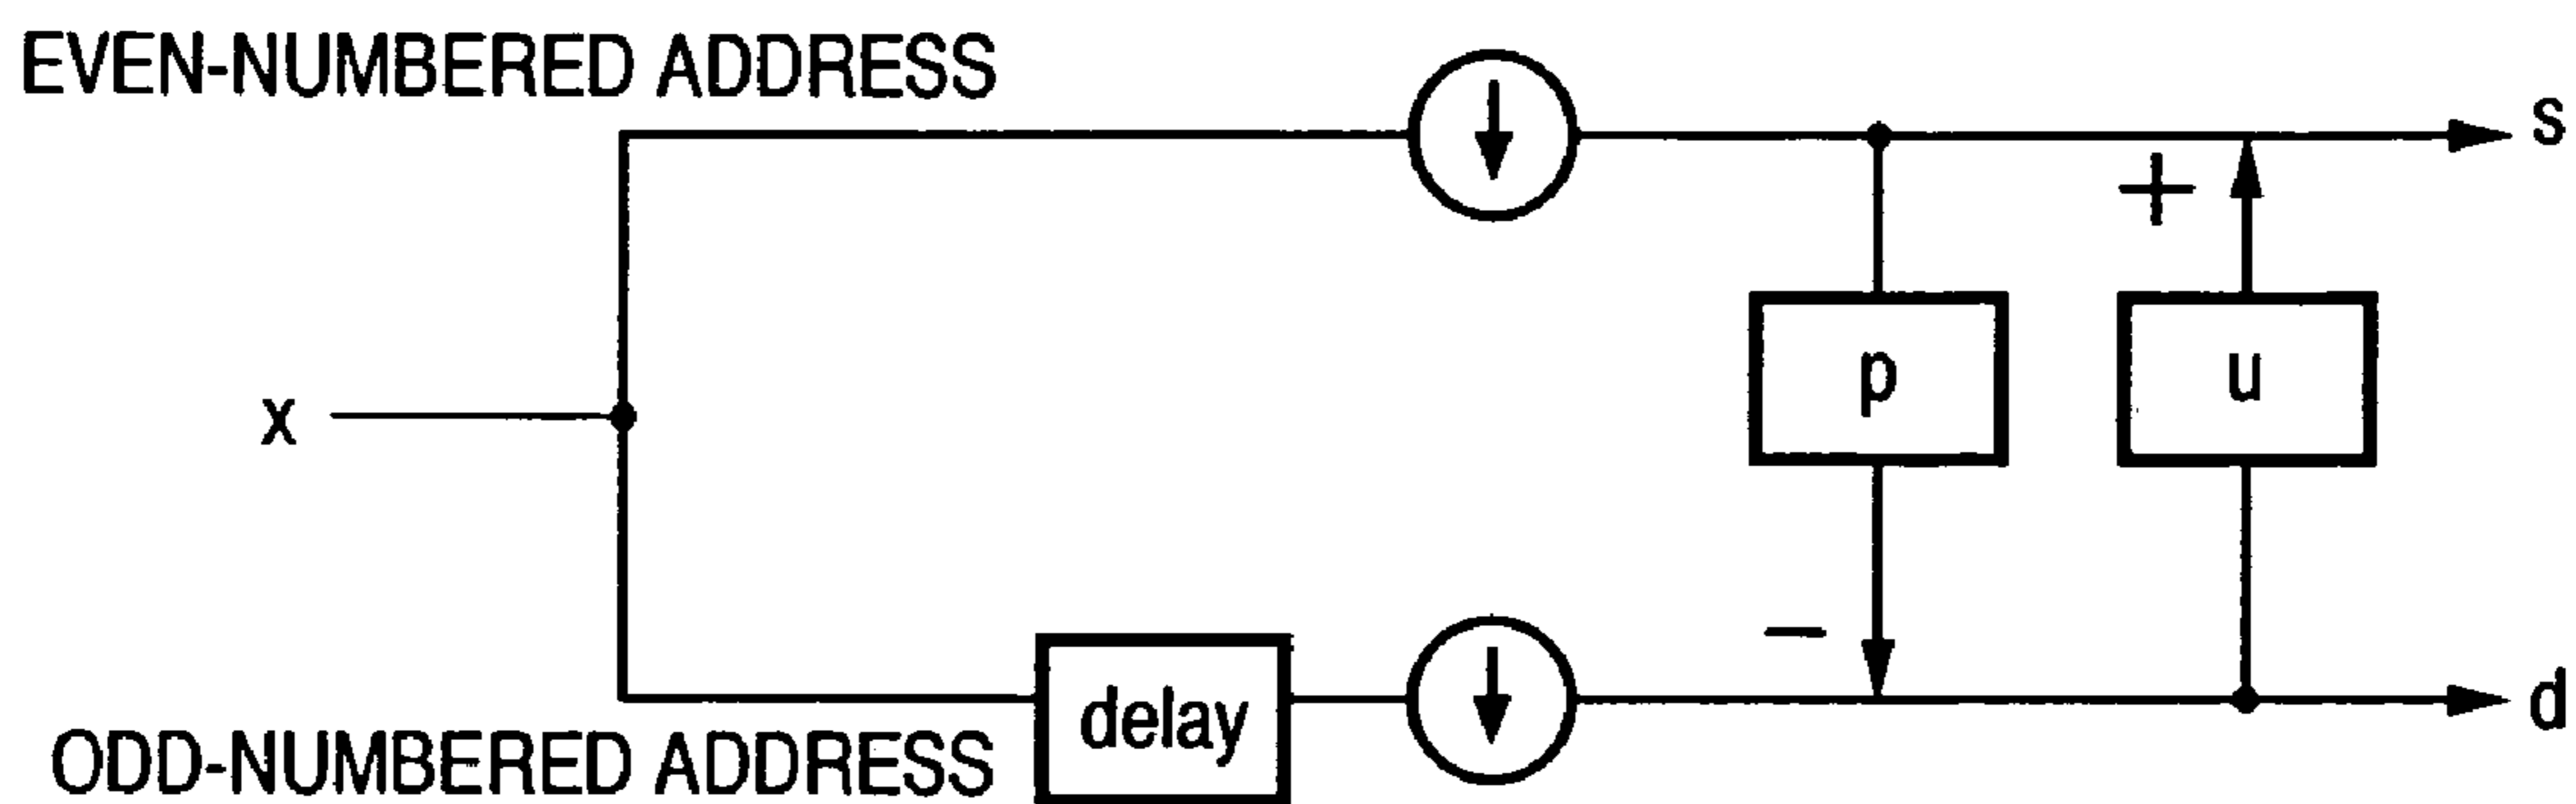 EVEN-NUMBERED ADDRESS
s
+
p
u
x
−
delay
d
ODD-NUMBERED ADDRESS